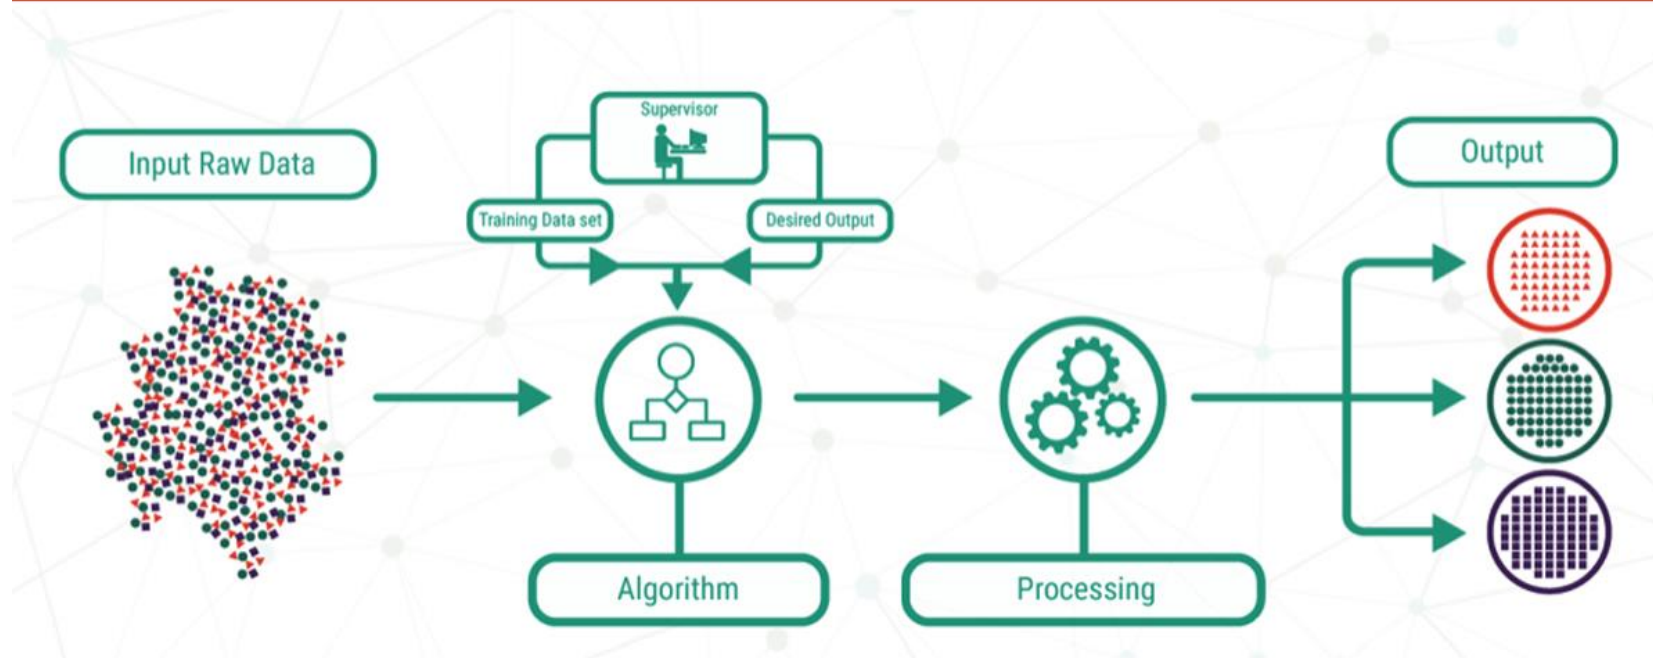 Input Raw Data
Supervisor
Training Data set
Desired Output
Algorithm
Processing
Output